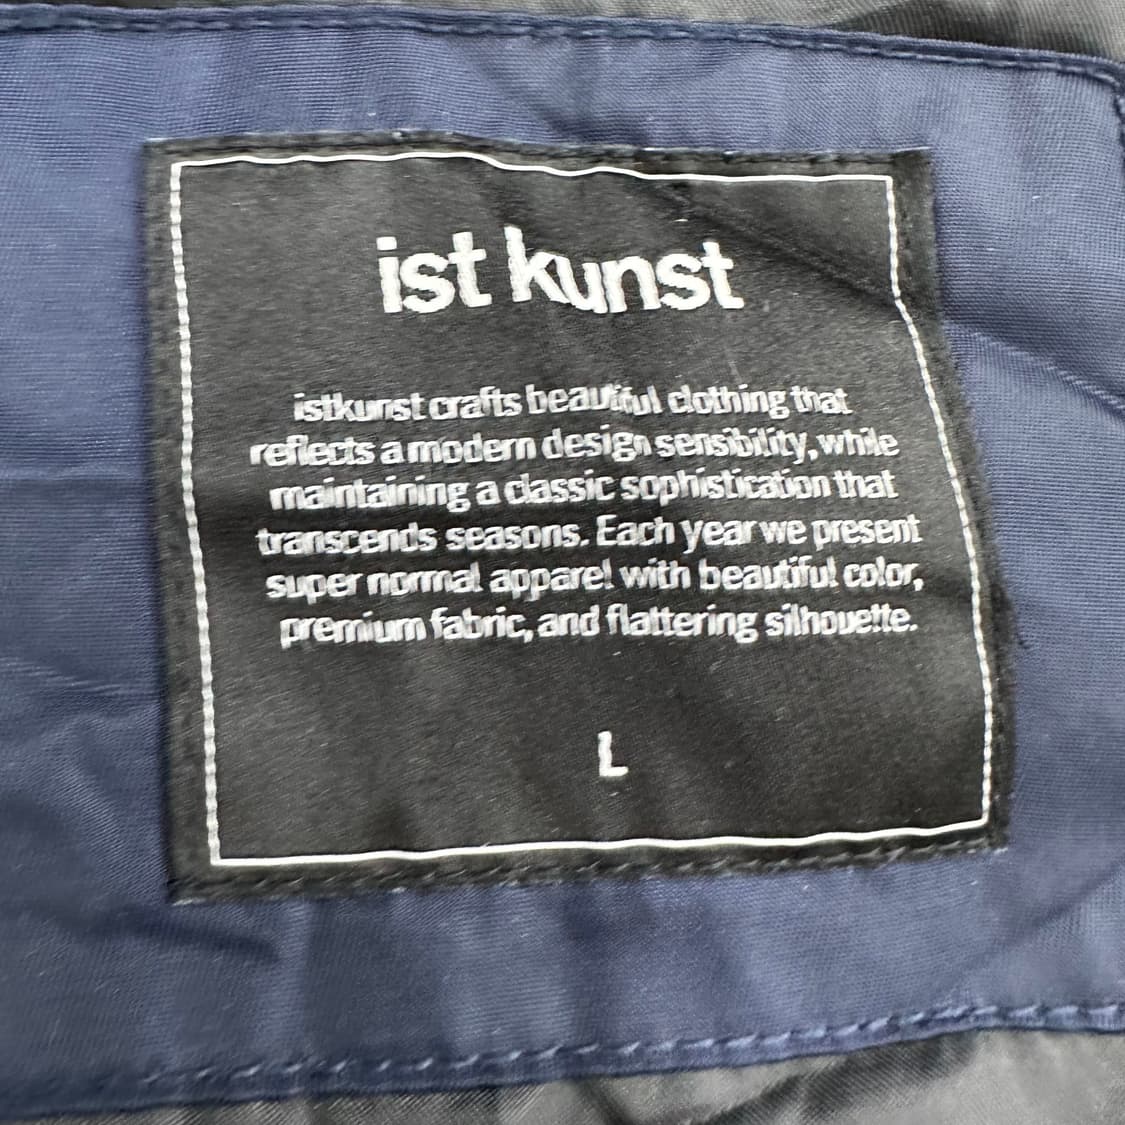 ist kunst
istkunst crafts beautiful clothing that
reflects a modern design sensibility, while
maintaining a classic sophistication that
transcends seasons. Each year we present
super normal apparel with beautiful color,
premium fabric, and flattering silhouette.
L